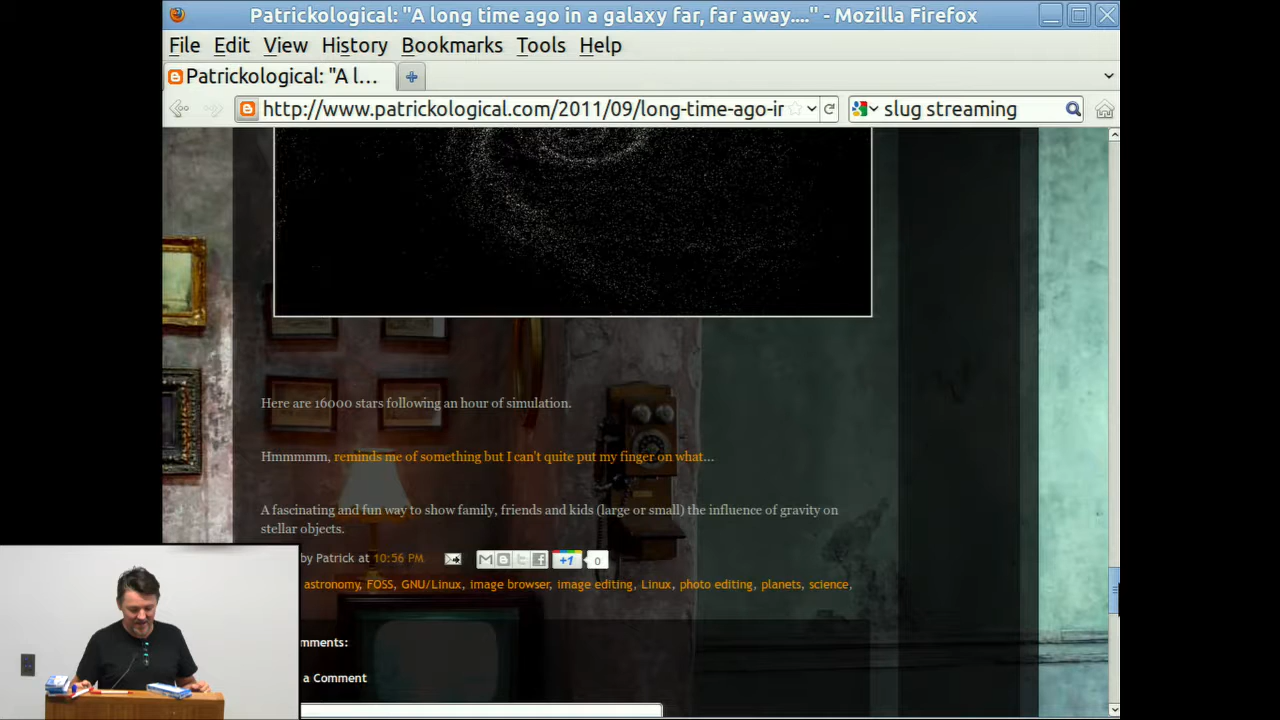 Patrickological: "A long time ago in a galaxy far, far away...." - Mozilla Firefox
File Edit View History Bookmarks Tools Help
Patrickological: "A l...
http://www.patrickological.com/2011/09/long-time-ago-ir
slug streaming
Here are 16000 stars following an hour of simulation.
Hmmmmm, reminds me of something but I can't quite put my finger on what...
A fascinating and fun way to show family, friends and kids (large or small) the influence of gravity on
stellar objects.
by Patrick at 10:56 PM
+1 0
astronomy, FOSS, GNU/Linux, image browser, image editing, Linux, photo editing, planets, science,
mments:
a Comment